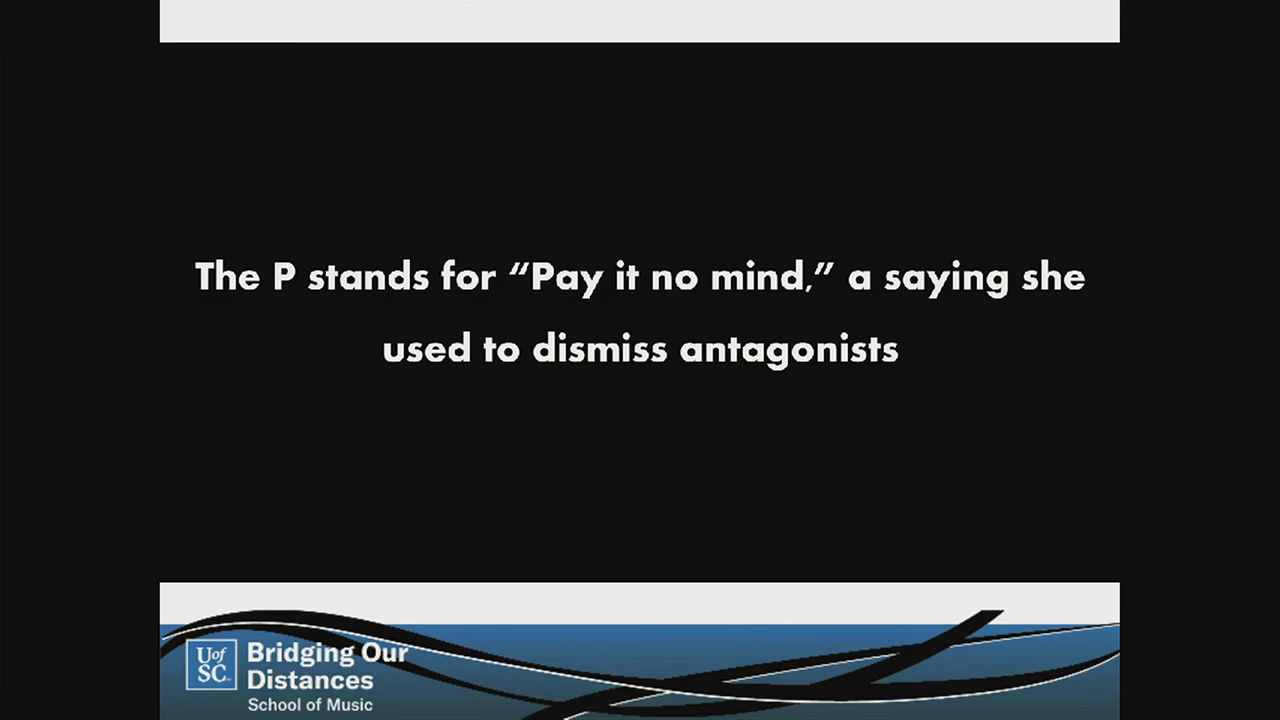 The P stands for “Pay it no mind,” a saying she
used to dismiss antagonists
UofSC
Bridging Our
Distances
School of Music